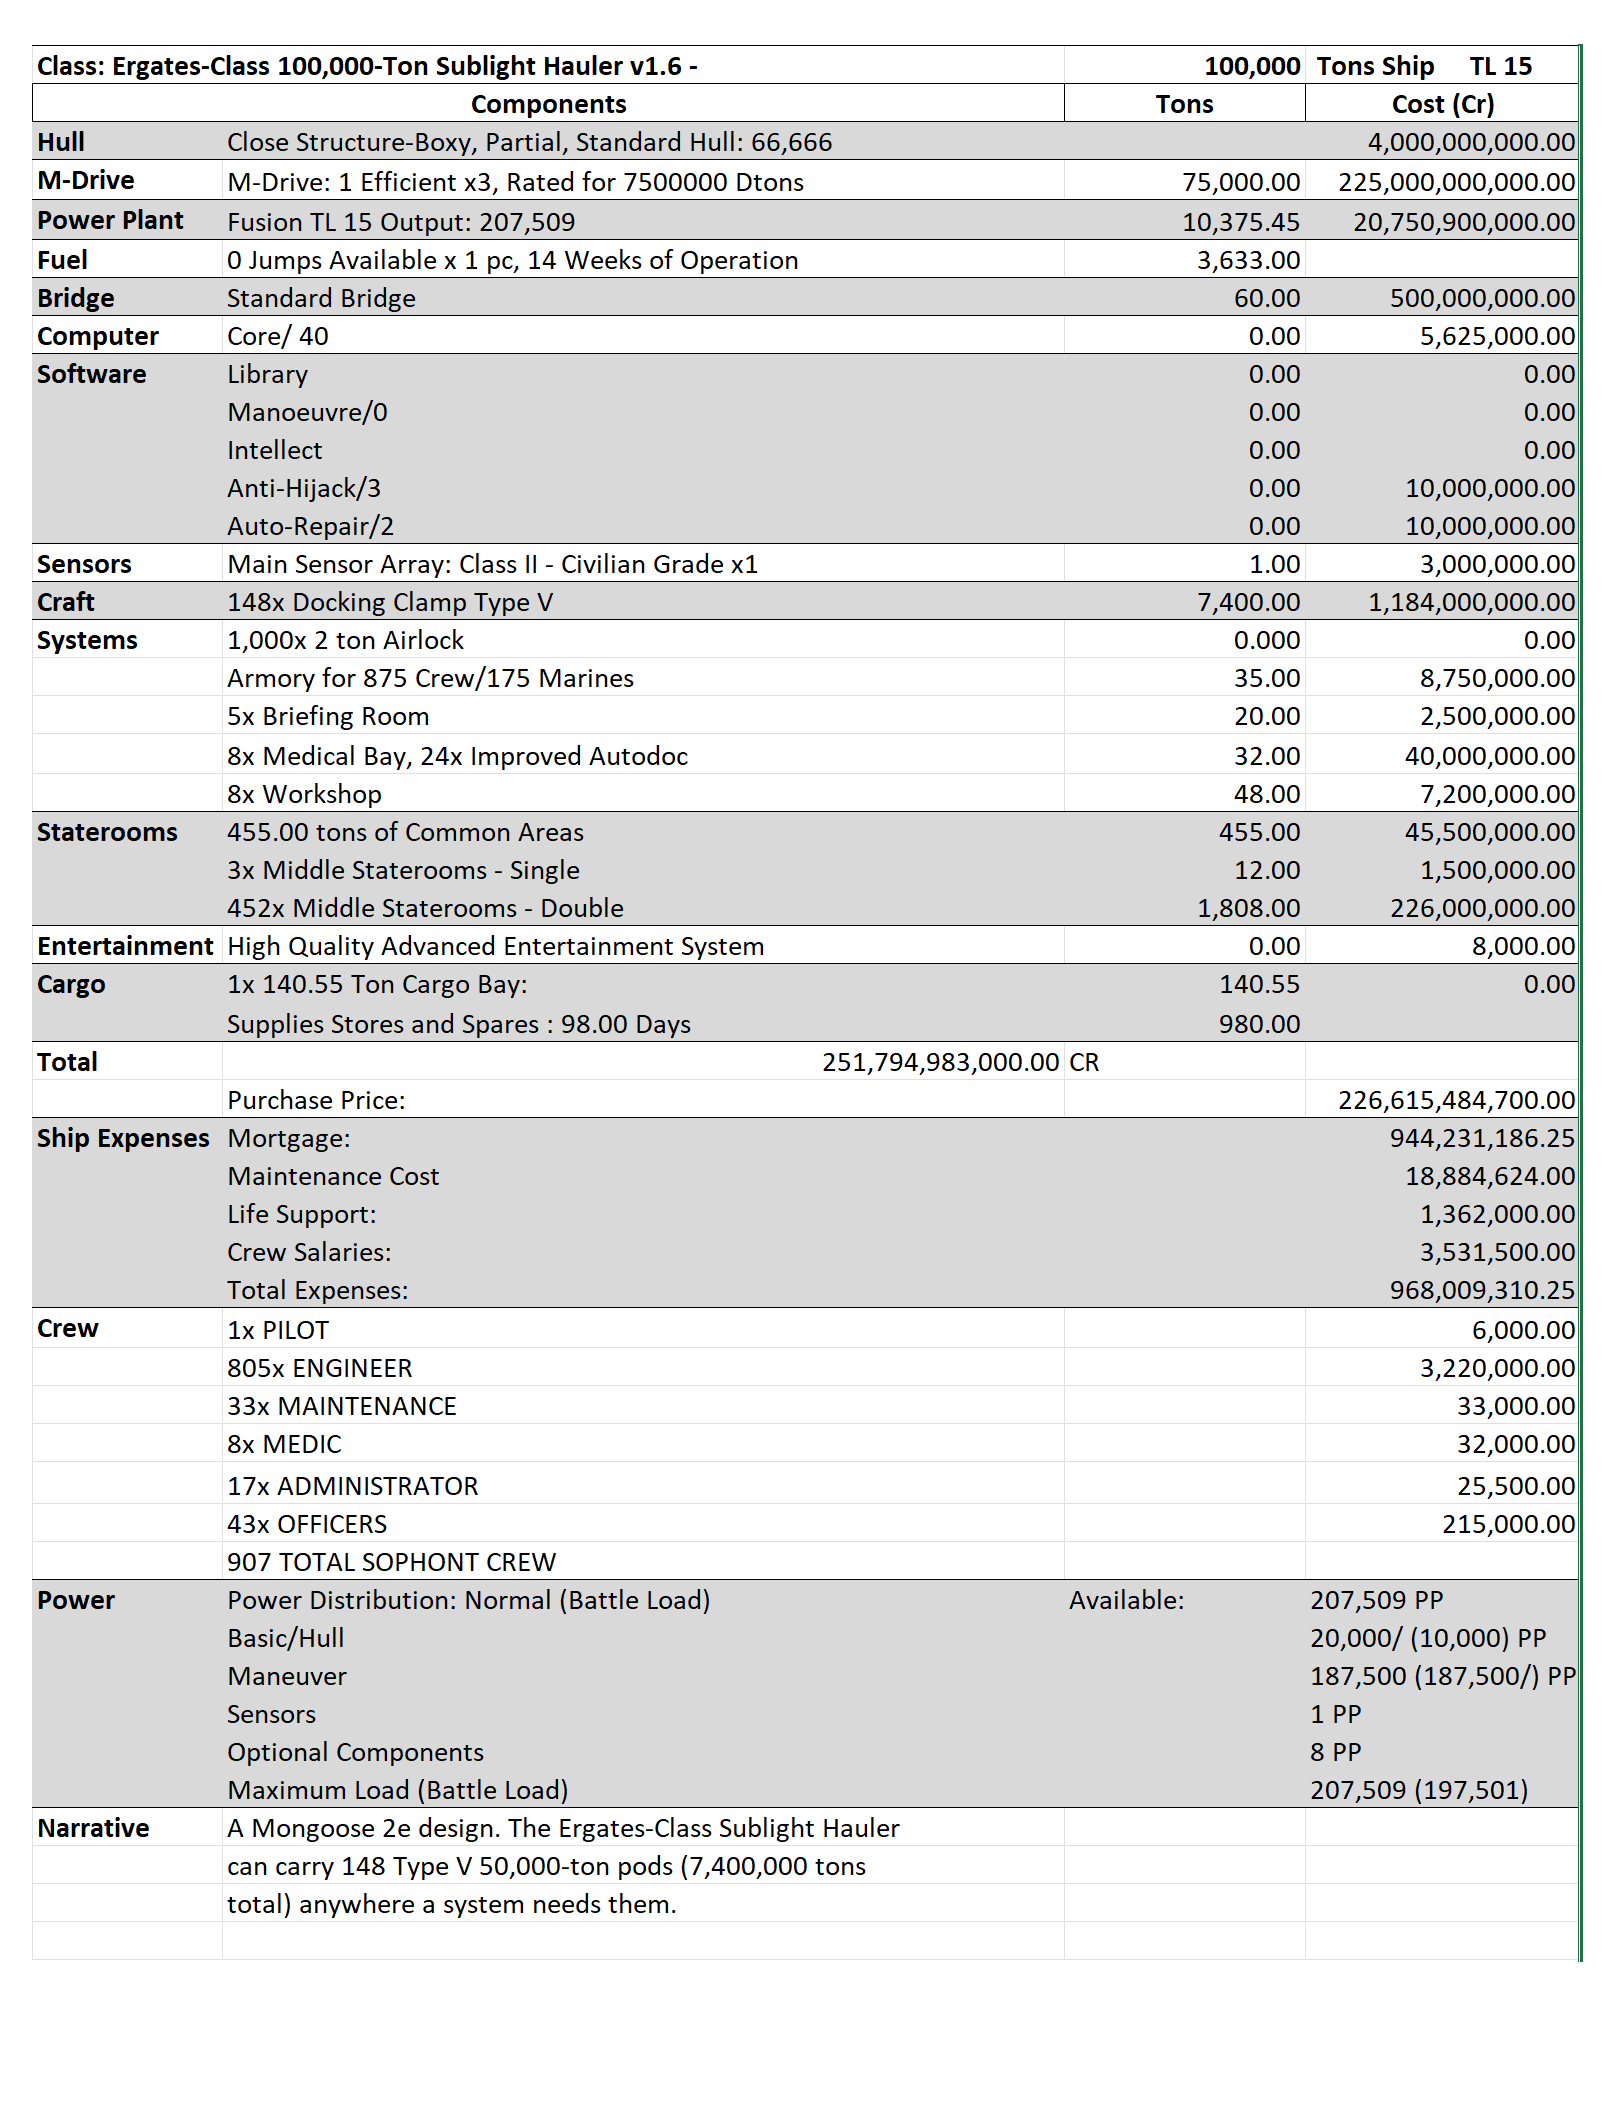 Class: Ergates-Class 100,000-Ton Sublight Hauler v1.6 - 100,000 Tons Ship TL 15
Components Tons Cost (Cr)
Hull Close Structure-Boxy, Partial, Standard Hull: 66,666 4,000,000,000.00
M-Drive M-Drive: 1 Efficient x3, Rated for 7500000 Dtons 75,000.00 225,000,000,000.00
Power Plant Fusion TL 15 Output: 207,509 10,375.45 20,750,900,000.00
Fuel 0 Jumps Available x 1 pc, 14 Weeks of Operation 3,633.00
Bridge Standard Bridge 60.00 500,000,000.00
Computer Core/ 40 0.00 5,625,000.00
Software Library 0.00 0.00
Manoeuvre/0 0.00 0.00
Intellect 0.00 0.00
Anti-Hijack/3 0.00 10,000,000.00
Auto-Repair/2 0.00 10,000,000.00
Sensors Main Sensor Array: Class II - Civilian Grade x1 1.00 3,000,000.00
Craft 148x Docking Clamp Type V 7,400.00 1,184,000,000.00
Systems 1,000x 2 ton Airlock 0.000 0.00
Armory for 875 Crew/175 Marines 35.00 8,750,000.00
5x Briefing Room 20.00 2,500,000.00
8x Medical Bay, 24x Improved Autodoc 32.00 40,000,000.00
8x Workshop 48.00 7,200,000.00
Staterooms 455.00 tons of Common Areas 455.00 45,500,000.00
3x Middle Staterooms - Single 12.00 1,500,000.00
452x Middle Staterooms - Double 1,808.00 226,000,000.00
Entertainment High Quality Advanced Entertainment System 0.00 8,000.00
Cargo 1x 140.55 Ton Cargo Bay: 140.55 0.00
Supplies Stores and Spares : 98.00 Days 980.00
Total 251,794,983,000.00 CR
Purchase Price: 226,615,484,700.00
Ship Expenses Mortgage: 944,231,186.25
Maintenance Cost 18,884,624.00
Life Support: 1,362,000.00
Crew Salaries: 3,531,500.00
Total Expenses: 968,009,310.25
Crew 1x PILOT 6,000.00
805x ENGINEER 3,220,000.00
33x MAINTENANCE 33,000.00
8x MEDIC 32,000.00
17x ADMINISTRATOR 25,500.00
43x OFFICERS 215,000.00
907 TOTAL SOPHONT CREW
Power Power Distribution: Normal (Battle Load) Available: 207,509 PP
Basic/Hull 20,000/ (10,000) PP
Maneuver 187,500 (187,500/) PP
Sensors 1 PP
Optional Components 8 PP
Maximum Load (Battle Load) 207,509 (197,501)
Narrative A Mongoose 2e design. The Ergates-Class Sublight Hauler
can carry 148 Type V 50,000-ton pods (7,400,000 tons
total) anywhere a system needs them.